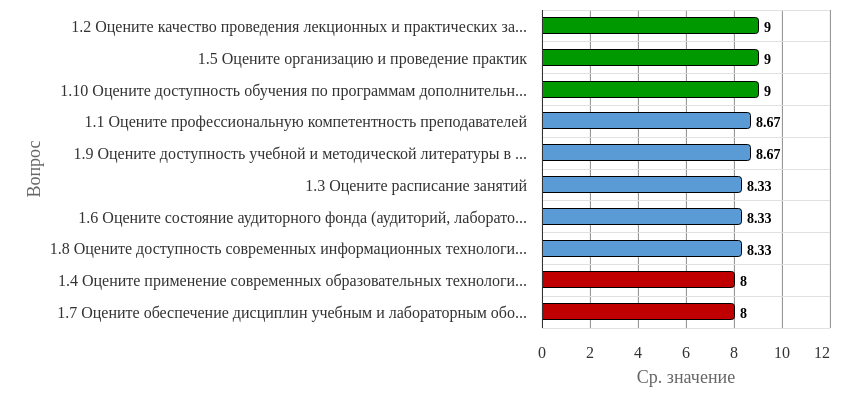 1.2 Оцените качество проведения лекционных и практических за... 9
1.5 Оцените организацию и проведение практик 9
1.10 Оцените доступность обучения по программам дополнительн... 9
1.1 Оцените профессиональную компетентность преподавателей 8.67
1.9 Оцените доступность учебной и методической литературы в ... 8.67
1.3 Оцените расписание занятий 8.33
1.6 Оцените состояние аудиторного фонда (аудиторий, лаборато... 8.33
1.8 Оцените доступность современных информационных технологи... 8.33
1.4 Оцените применение современных образовательных технологи... 8
1.7 Оцените обеспечение дисциплин учебным и лабораторным обо... 8
Вопрос
0 2 4 6 8 10 12
Ср. значение